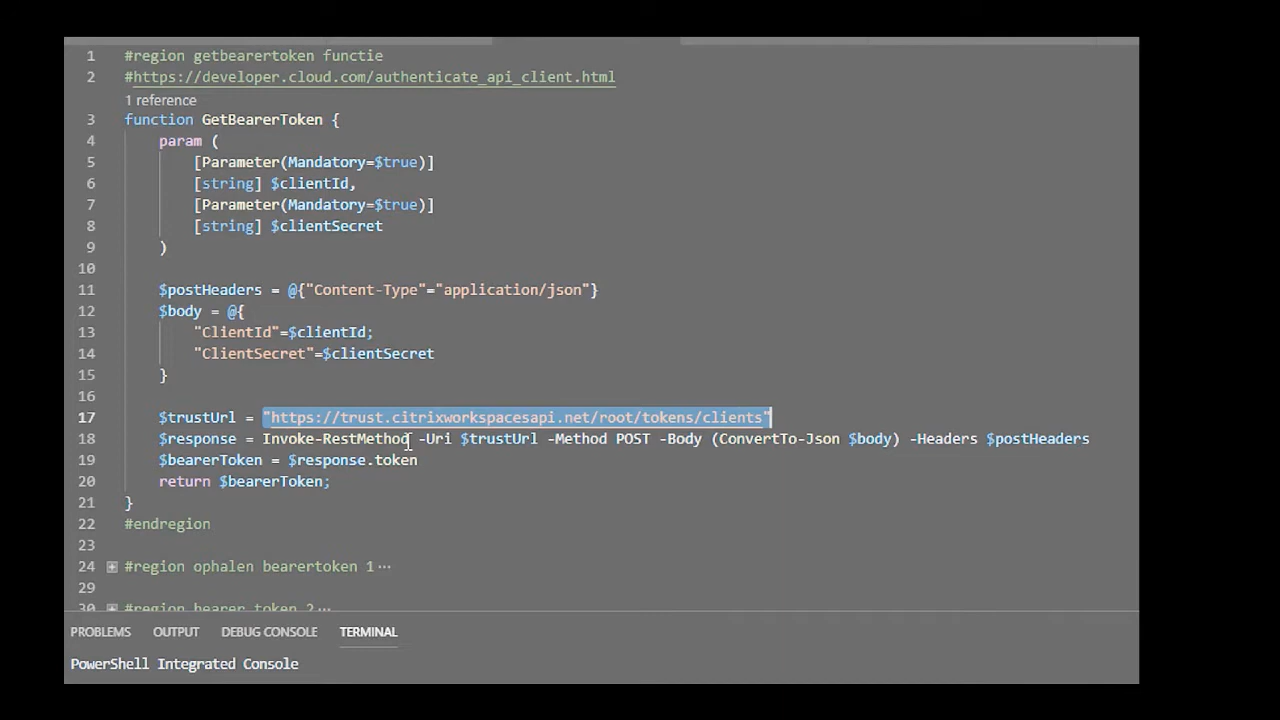 1 #region getbearertoken functie
2 #https://developer.cloud.com/authenticate_api_client.html
1 reference
3 function GetBearerToken {
4 param (
5 [Parameter(Mandatory=$true)]
6 [string] $clientId,
7 [Parameter(Mandatory=$true)]
8 [string] $clientSecret
9 )
10
11 $postHeaders = @{"Content-Type"="application/json"}
12 $body = @{
13 "ClientId"=$clientId;
14 "ClientSecret"=$clientSecret
15 }
16
17 $trustUrl = "https://trust.citrixworkspacesapi.net/root/tokens/clients"
18 $response = Invoke-RestMethod -Uri $trustUrl -Method POST -Body (ConvertTo-Json $body) -Headers $postHeaders
19 $bearerToken = $response.token
20 return $bearerToken;
21 }
22 #endregion
23
24 #region ophalen bearertoken 1···
29
30 #region bearer token 2···
PROBLEMS OUTPUT DEBUG CONSOLE TERMINAL
PowerShell Integrated Console